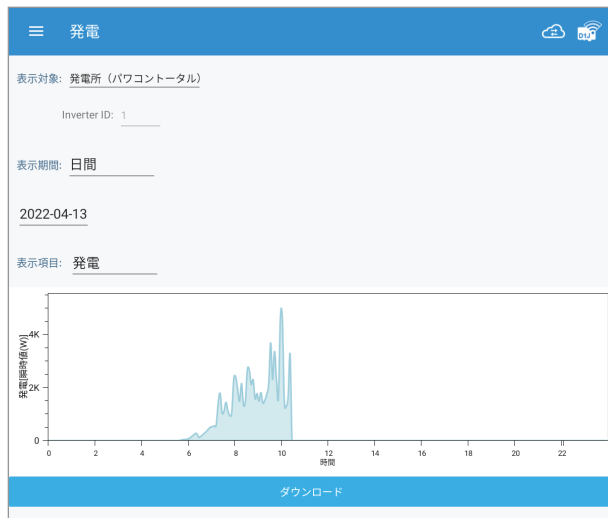 発電
D1J
表示対象: 発電所（パワコントータル）
Inverter ID: 1
表示期間: 日間
2022-04-13
表示項目: 発電
発電[瞬時値(W)]
4K
2K
0
0 2 4 6 8 10 12 14 16 18 20 22
時間
ダウンロード